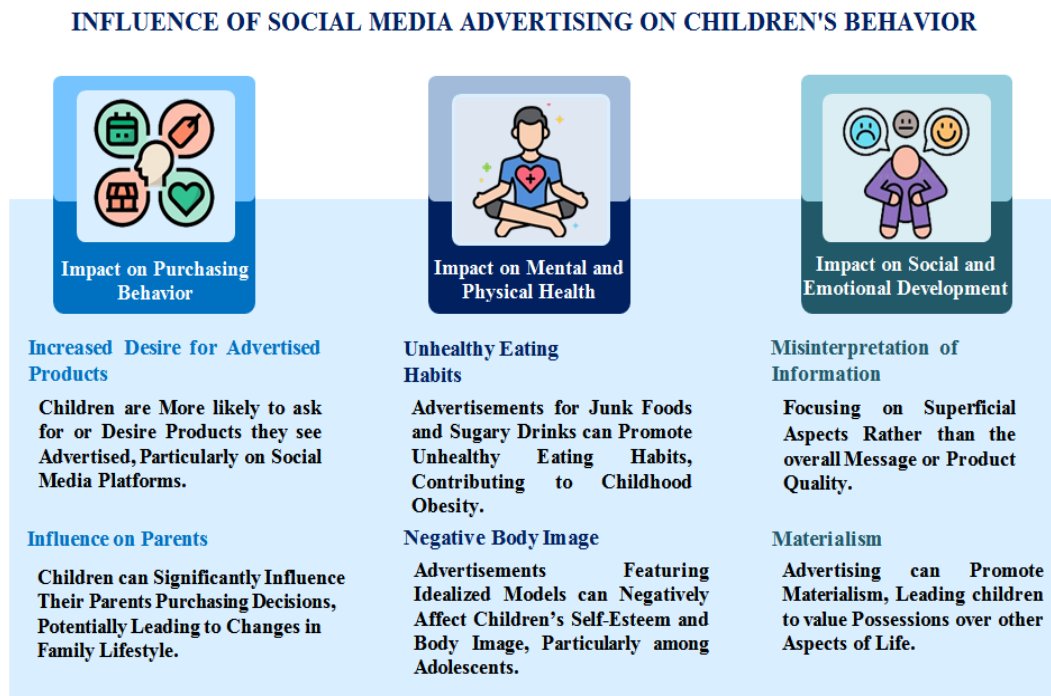 INFLUENCE OF SOCIAL MEDIA ADVERTISING ON CHILDREN'S BEHAVIOR
Impact on Purchasing
Behavior
Increased Desire for Advertised
Products
Children are More likely to ask
for or Desire Products they see
Advertised, Particularly on Social
Media Platforms.
Influence on Parents
Children can Significantly Influence
Their Parents Purchasing Decisions,
Potentially Leading to Changes in
Family Lifestyle.
Impact on Mental and
Physical Health
Unhealthy Eating
Habits
Advertisements for Junk Foods
and Sugary Drinks can Promote
Unhealthy Eating Habits,
Contributing to Childhood
Obesity.
Negative Body Image
Advertisements Featuring
Idealized Models can Negatively
Affect Children’s Self-Esteem and
Body Image, Particularly among
Adolescents.
Impact on Social and
Emotional Development
Misinterpretation of
Information
Focusing on Superficial
Aspects Rather than the
overall Message or Product
Quality.
Materialism
Advertising can Promote
Materialism, Leading children
to value Possessions over other
Aspects of Life.